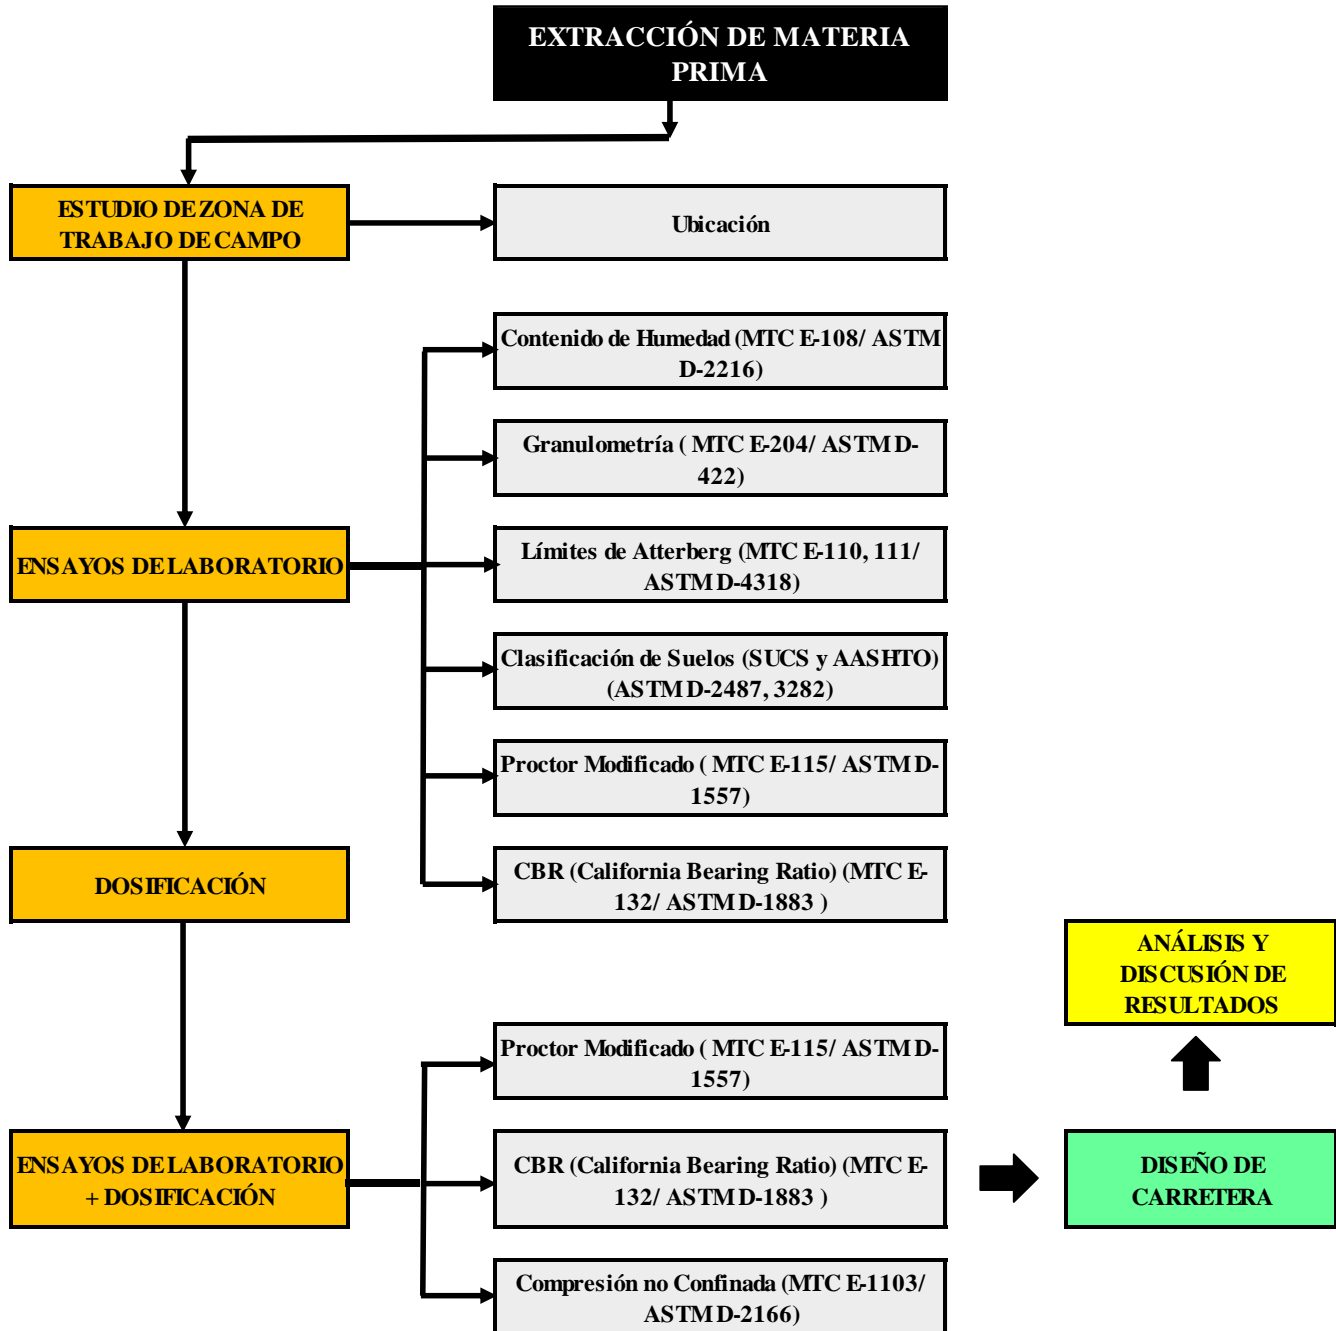 EXTRACCIÓN DE MATERIA
PRIMA
ESTUDIO DE ZONA DE
TRABAJO DE CAMPO
Ubicación
Contenido de Humedad (MTC E-108/ ASTM
D-2216)
Granulometría ( MTC E-204/ ASTM D-
422)
ENSAYOS DE LABORATORIO
Límites de Atterberg (MTC E-110, 111/
ASTM D-4318)
Clasificación de Suelos (SUCS y AASHTO)
(ASTM D-2487, 3282)
Proctor Modificado ( MTC E-115/ ASTM D-
1557)
DOSIFICACIÓN
CBR (California Bearing Ratio) (MTC E-
132/ ASTM D-1883 )
ANÁLISIS Y
DISCUSIÓN DE
RESULTADOS
Proctor Modificado ( MTC E-115/ ASTM D-
1557)
ENSAYOS DE LABORATORIO
+ DOSIFICACIÓN
CBR (California Bearing Ratio) (MTC E-
132/ ASTM D-1883 )
DISEÑO DE
CARRETERA
Compresión no Confinada (MTC E-1103/
ASTM D-2166)